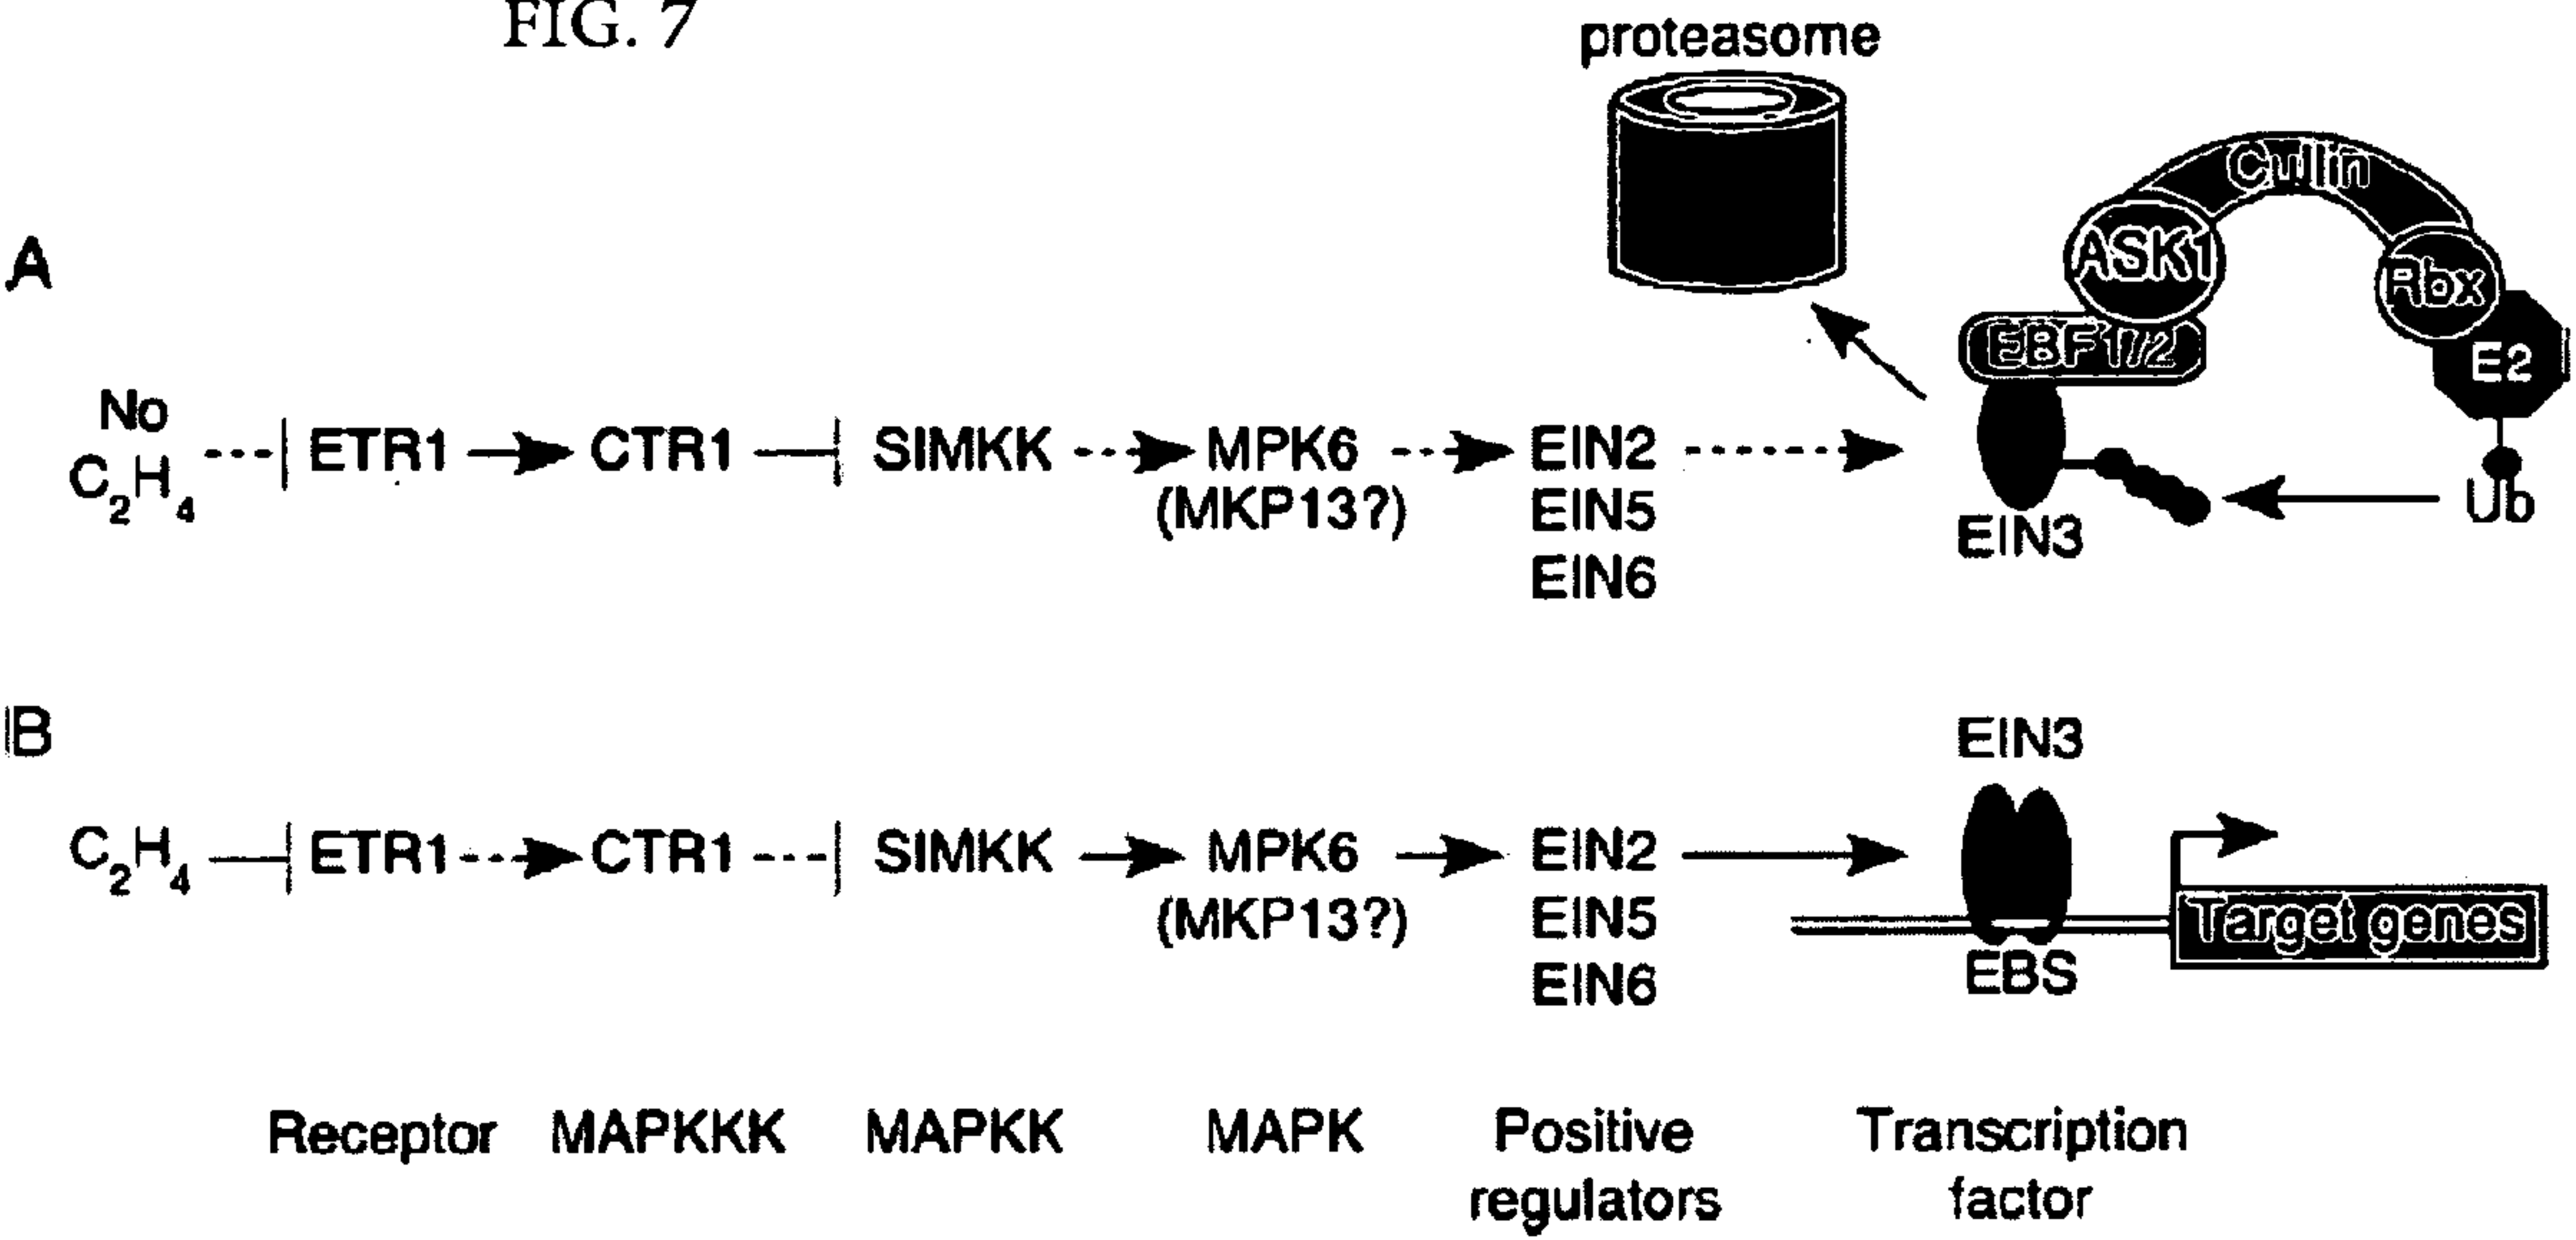 FIG. 7
proteasome
Cullin
ASK1
Rbx
EBF1/2
E2
A
No
C2H4
ETR1
CTR1
SIMKK
MPK6
(MKP13?)
EIN2
EIN5
EIN6
EIN3
Ub
B
C2H4
ETR1
CTR1
SIMKK
MPK6
(MKP13?)
EIN2
EIN5
EIN6
EIN3
EBS
Target genes
Receptor
MAPKKK
MAPKK
MAPK
Positive
regulators
Transcription
factor